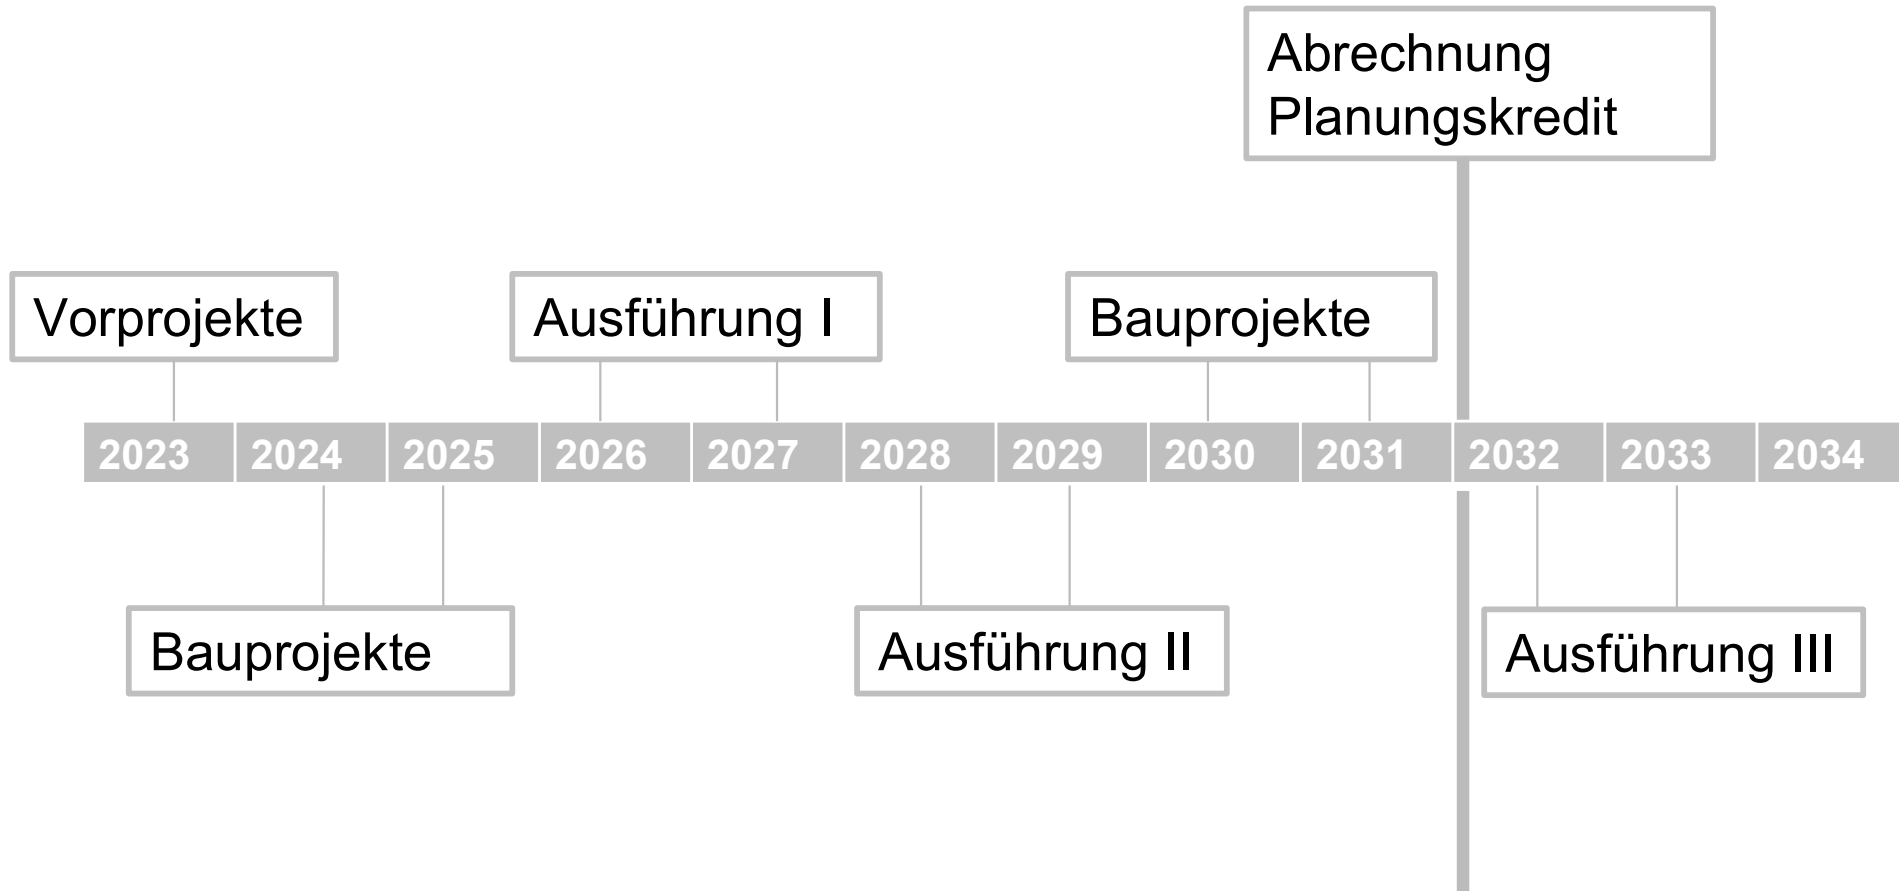 Abrechnung
Planungskredit
Vorprojekte
Ausführung I
Bauprojekte
2023 2024 2025 2026 2027 2028 2029 2030 2031 2032 2033 2034
Bauprojekte
Ausführung II
Ausführung III